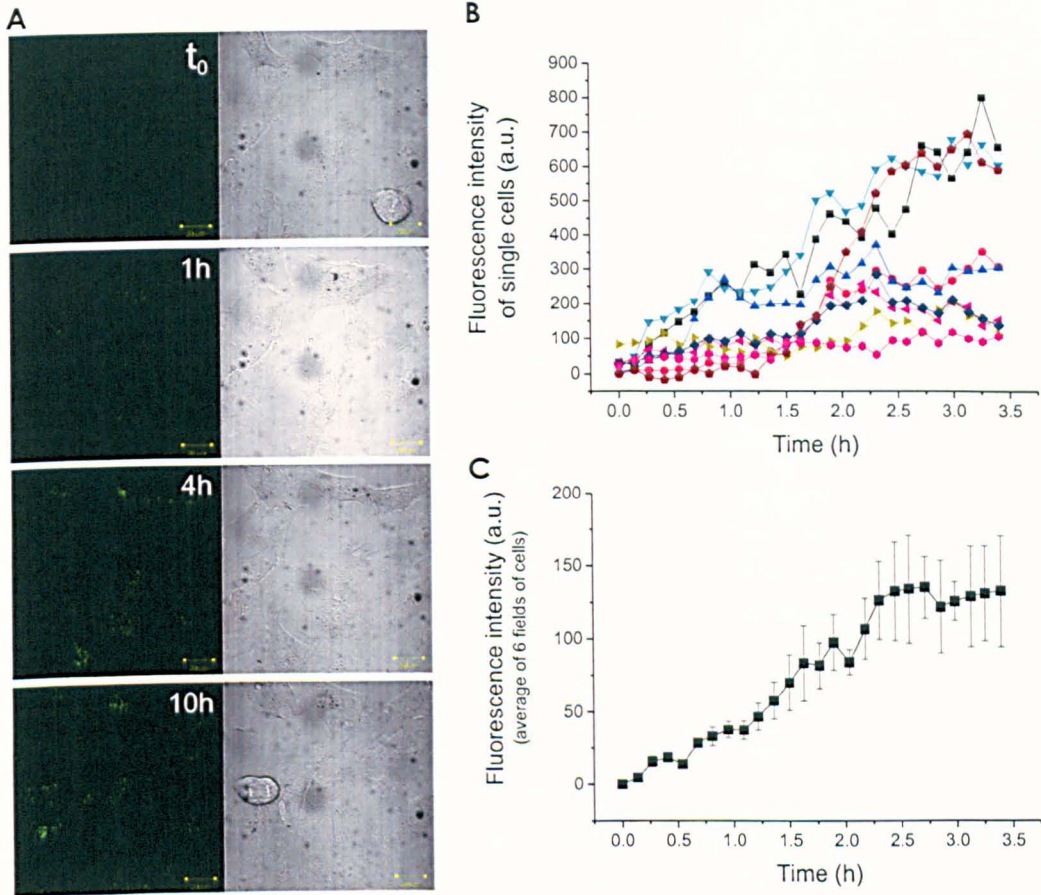 A
t0
1h
4h
10h
B
Fluorescence intensity
of single cells (a.u.)
900
800
700
600
500
400
300
200
100
0
0.0 0.5 1.0 1.5 2.0 2.5 3.0 3.5
Time (h)
C
Fluorescence intensity (a.u.)
(average of 6 fields of cells)
200
150
100
50
0
0.0 0.5 1.0 1.5 2.0 2.5 3.0 3.5
Time (h)